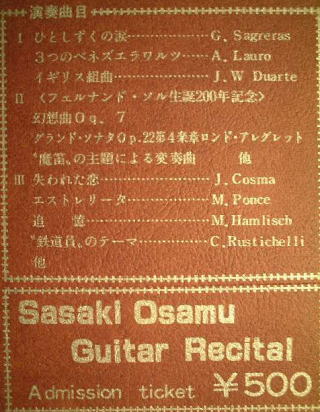 演奏曲目
I ひとしずくの涙……………G. Sagreras
3つのベネズエラワルツ……A. Lauro
イギリス組曲………………J. W Duarte
II 〈フェルナンド・ソル生誕200年記念〉
幻想曲Oq. 7
グランド・ソナタOp.22第4楽章ロンド・アレグレット
"魔笛〟の主題による変奏曲 他
III 失われた恋………………J. Cosma
エストレリータ……………M. Ponce
追憶………………M. Hamlisch
"鉄道員〟のテーマ…………C. Rustichelli
他
Sasaki Osamu
Guitar Recital
Admission ticket ¥500